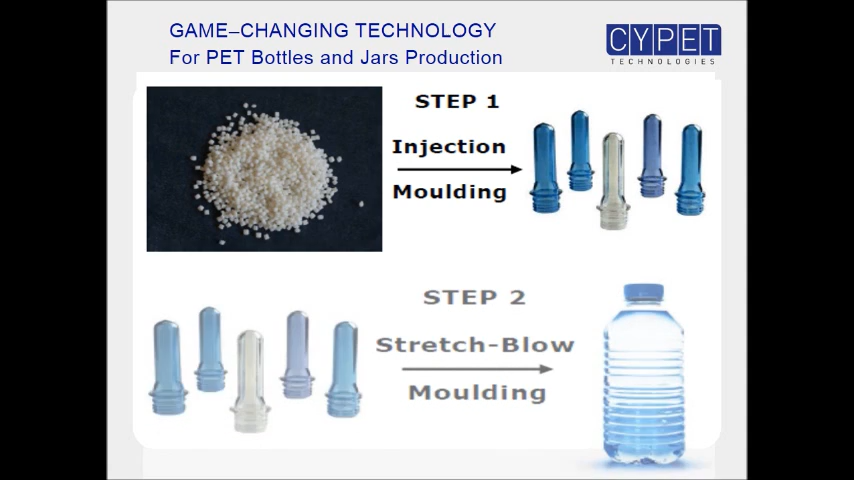 GAME–CHANGING TECHNOLOGY
For PET Bottles and Jars Production
CYPET
TECHNOLOGIES
STEP 1
Injection
Moulding
STEP 2
Stretch-Blow
Moulding